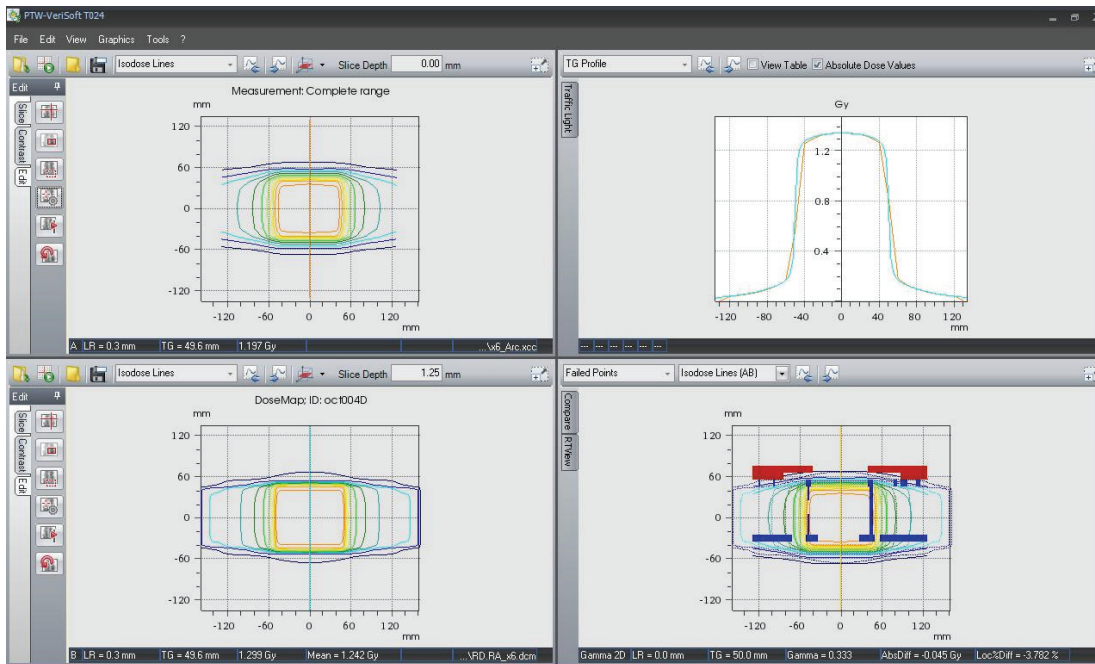 PTW-VeriSoft T024
File Edit View Graphics Tools ?
Isodose Lines Slice Depth 0.00 mm
TG Profile View Table Absolute Dose Values
Edit
Slice
Contrast
Edit
Measurement: Complete range
mm
120
60
0
-60
-120
-120 -60 0 60 120
mm
A LR = 0.3 mm TG = 49.6 mm 1.197 Gy ...\x6_Arc.xcc
Traffic Light
Gy
1.2
0.8
0.4
-120 -80 -40 0 40 80 120
mm
--- --- --- --- --- ---
Isodose Lines Slice Depth 1.25 mm
Failed Points Isodose Lines (AB)
Edit
Slice
Contrast
Edit
DoseMap; ID: oct004D
mm
120
60
0
-60
-120
-120 -60 0 60 120
mm
B LR = 0.3 mm TG = 49.6 mm 1.299 Gy Mean = 1.242 Gy ...\RD.RA_x6.dcm
Compare
RTView
mm
120
60
0
-60
-120
-120 -60 0 60 120
mm
Gamma 2D LR = 0.0 mm TG = 50.0 mm Gamma = 0.333 AbsDiff = -0.045 Gy Loc%Diff = -3.782 %